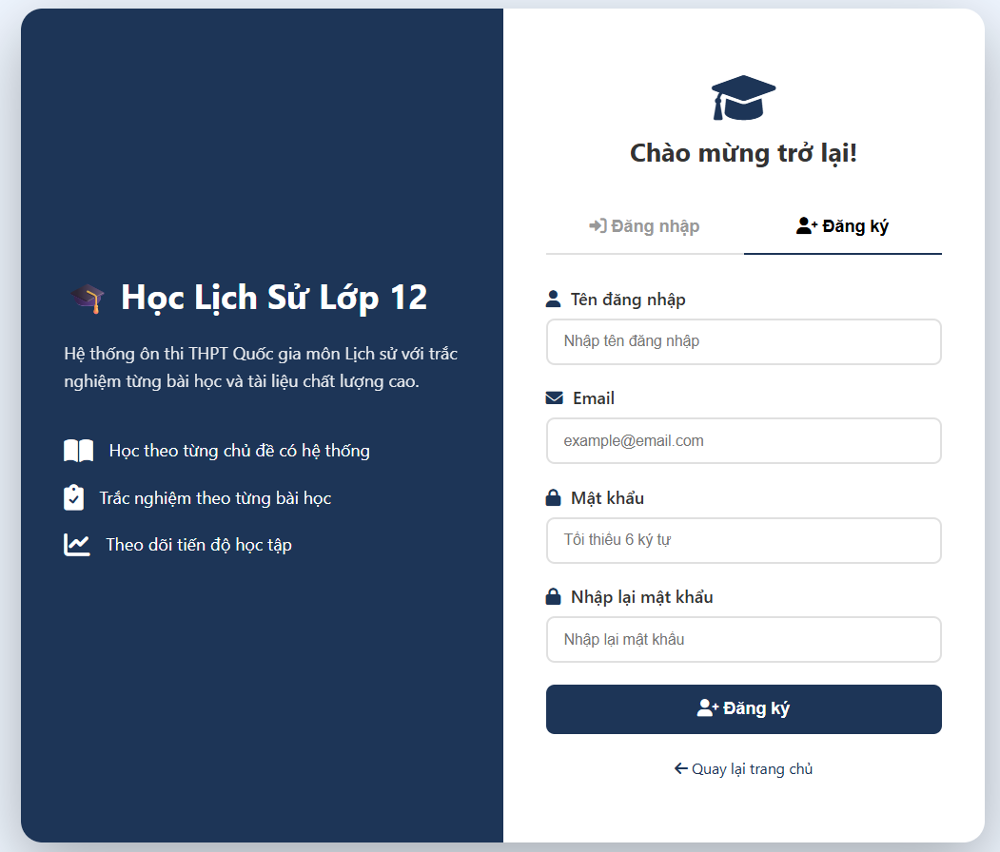 Học Lịch Sử Lớp 12
Hệ thống ôn thi THPT Quốc gia môn Lịch sử với trắc
nghiệm từng bài học và tài liệu chất lượng cao.
Học theo từng chủ đề có hệ thống
Trắc nghiệm theo từng bài học
Theo dõi tiến độ học tập
Chào mừng trở lại!
Đăng nhập
Đăng ký
Tên đăng nhập
Nhập tên đăng nhập
Email
example@email.com
Mật khẩu
Tối thiểu 6 ký tự
Nhập lại mật khẩu
Nhập lại mật khẩu
Đăng ký
Quay lại trang chủ